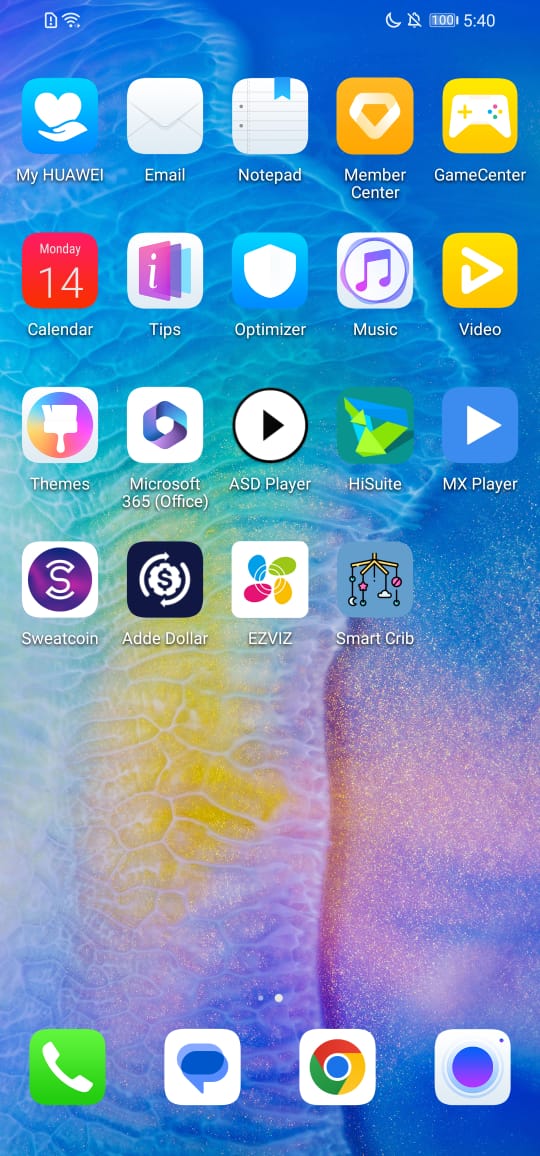 100 5:40
My HUAWEI Email Notepad Member Center GameCenter
Monday
14
Calendar Tips Optimizer Music Video
Themes Microsoft 365 (Office) ASD Player HiSuite MX Player
Sweatcoin Adde Dollar EZVIZ Smart Crib